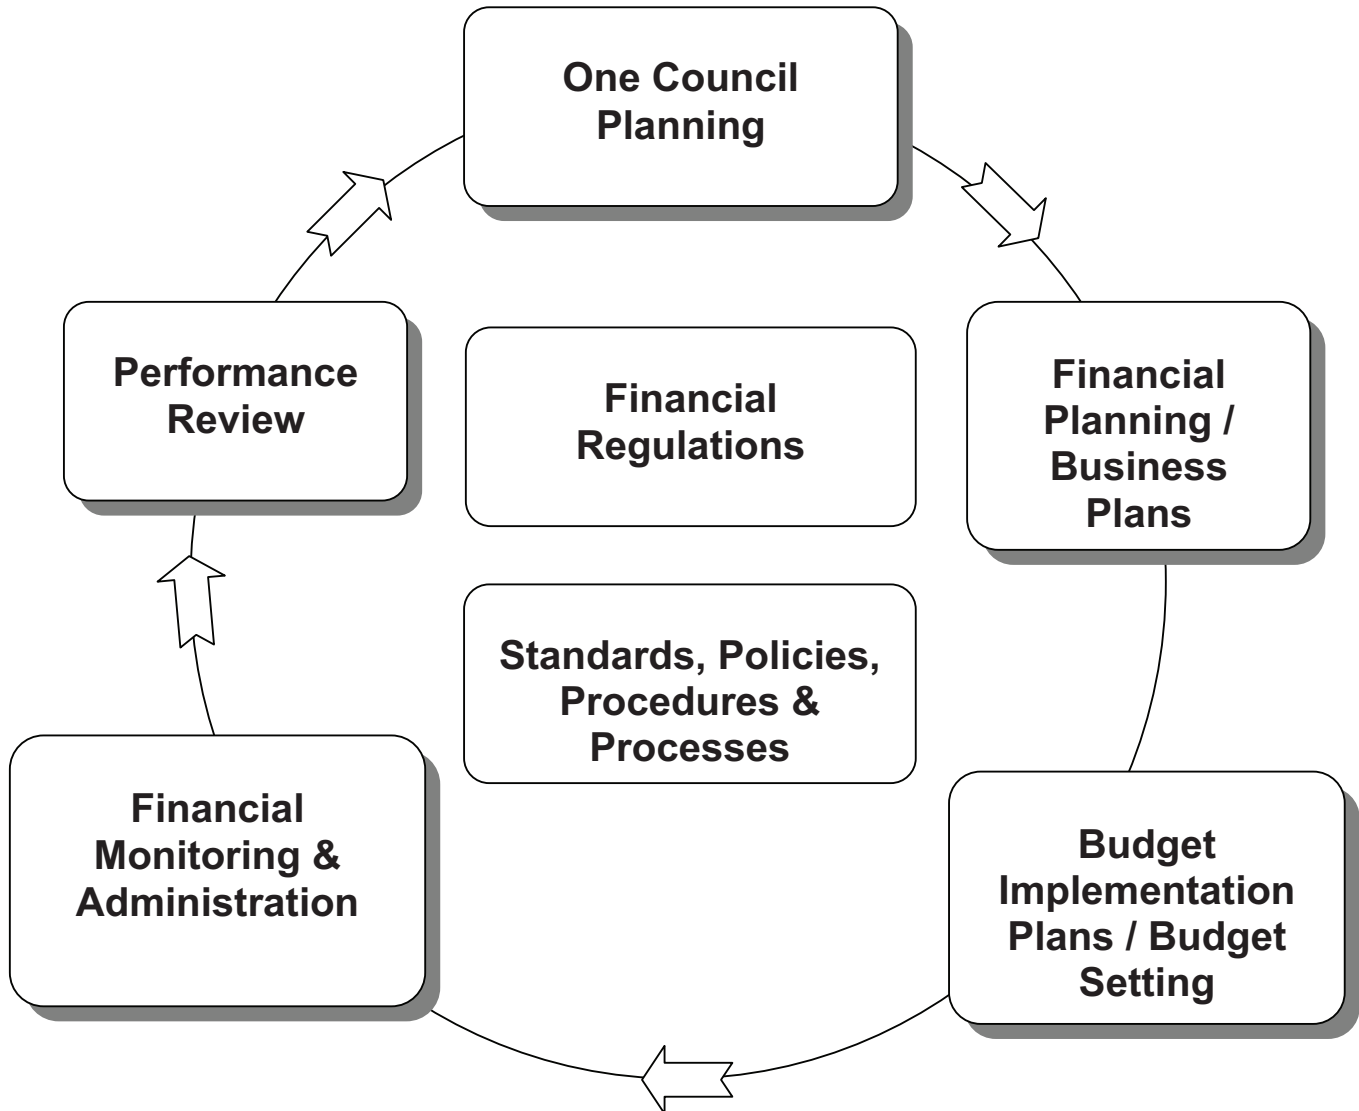 One Council
Planning
Performance
Review
Financial
Regulations
Financial
Planning /
Business
Plans
Standards, Policies,
Procedures &
Processes
Financial
Monitoring &
Administration
Budget
Implementation
Plans / Budget
Setting